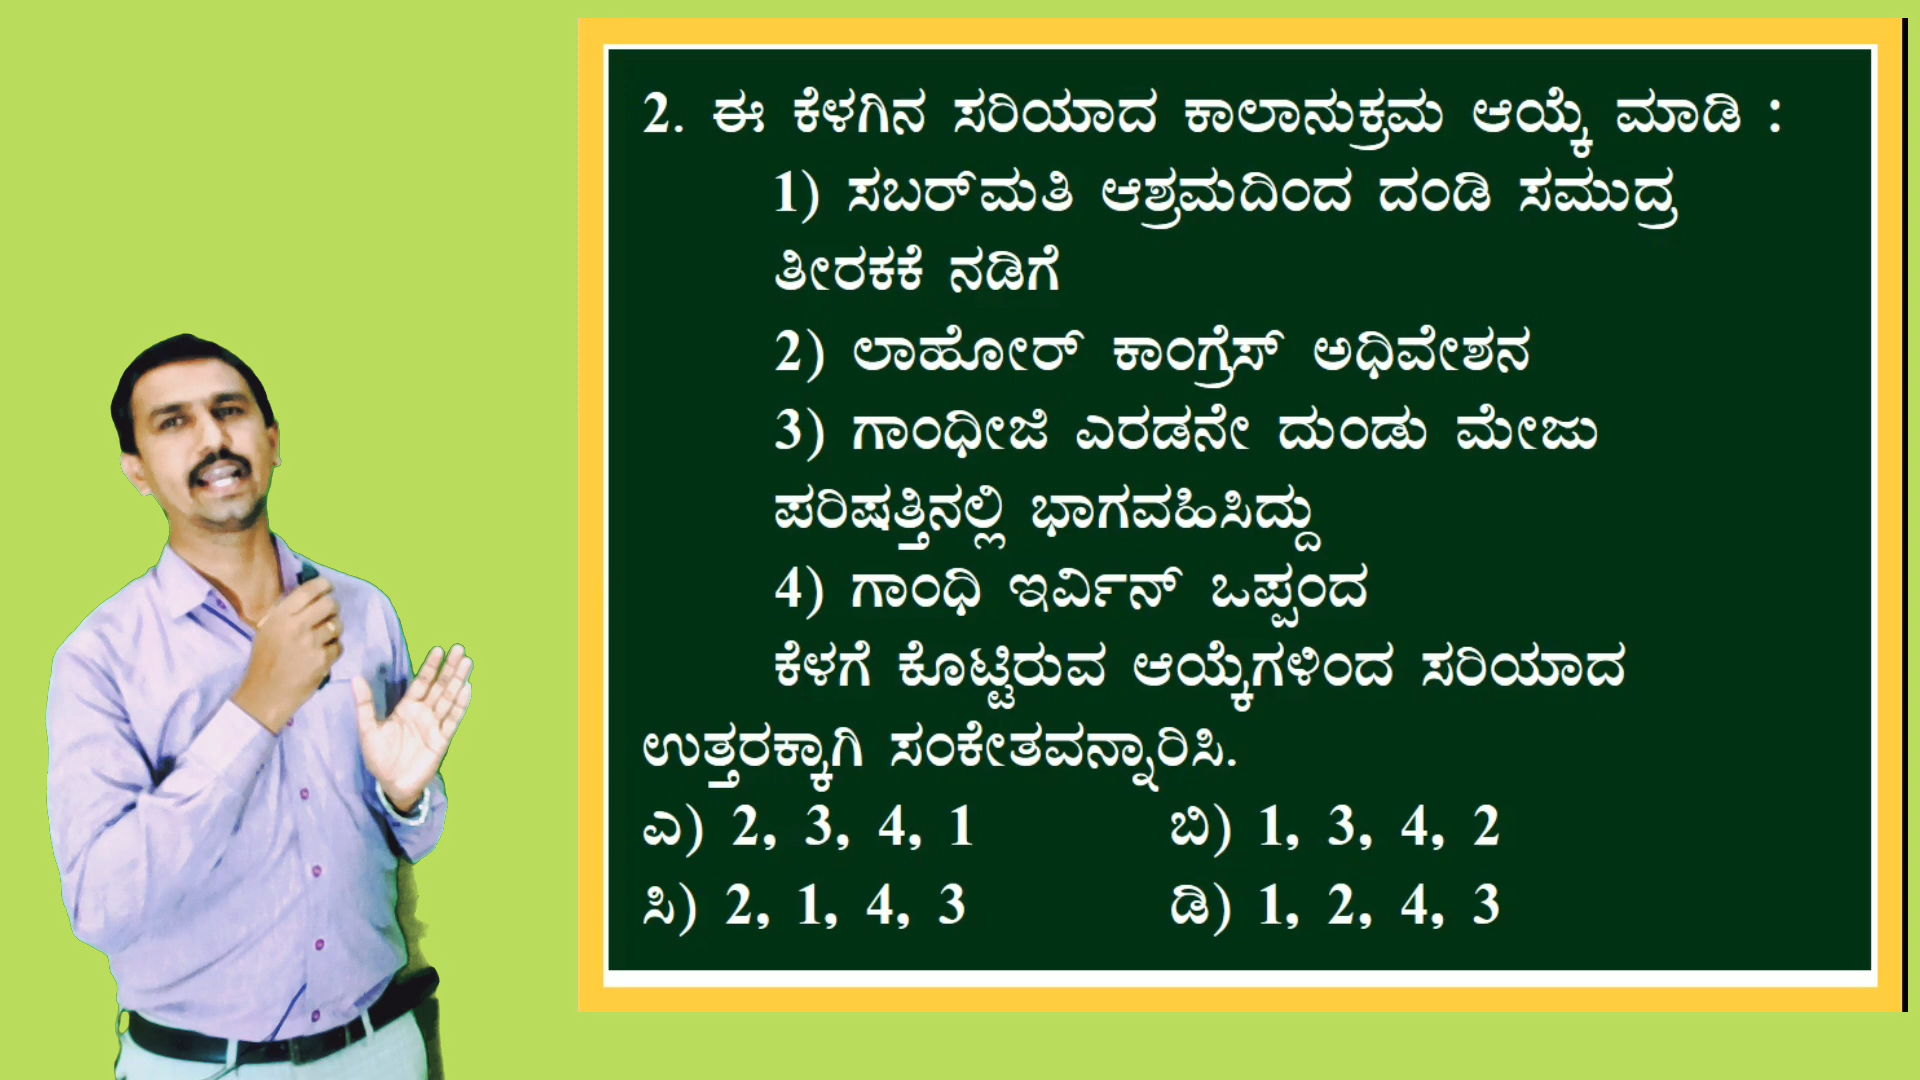 2. ಈ ಕೆಳಗಿನ ಸರಿಯಾದ ಕಾಲಾನುಕ್ರಮ ಆಯ್ಕೆ ಮಾಡಿ :
1) ಸಬರ್‌ಮತಿ ಆಶ್ರಮದಿಂದ ದಂಡಿ ಸಮುದ್ರ
ತೀರಕಕೆ ನಡಿಗೆ
2) ಲಾಹೋರ್ ಕಾಂಗ್ರೆಸ್ ಅಧಿವೇಶನ
3) ಗಾಂಧೀಜಿ ಎರಡನೇ ದುಂಡು ಮೇಜು
ಪರಿಷತ್ತಿನಲ್ಲಿ ಭಾಗವಹಿಸಿದ್ದು
4) ಗಾಂಧಿ ಇರ್ವಿನ್ ಒಪ್ಪಂದ
ಕೆಳಗೆ ಕೊಟ್ಟಿರುವ ಆಯ್ಕೆಗಳಿಂದ ಸರಿಯಾದ
ಉತ್ತರಕ್ಕಾಗಿ ಸಂಕೇತವನ್ನಾರಿಸಿ.
ಎ) 2, 3, 4, 1 ಬಿ) 1, 3, 4, 2
ಸಿ) 2, 1, 4, 3 ಡಿ) 1, 2, 4, 3